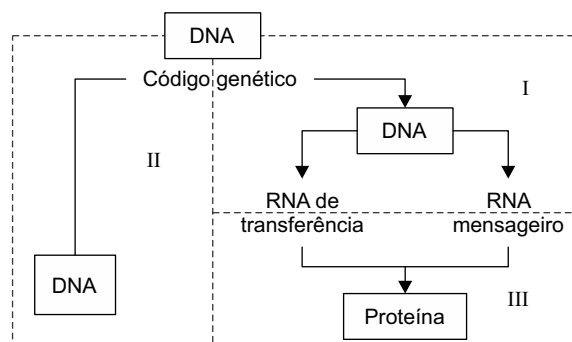 DNA
Código genético
I
DNA
II
RNA de
transferência
RNA
mensageiro
DNA
Proteína
III